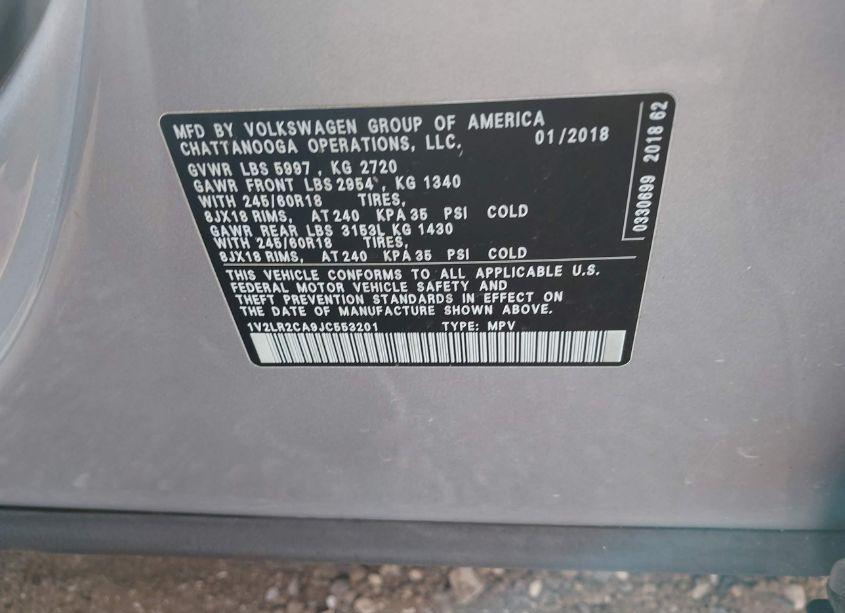 MFD BY VOLKSWAGEN GROUP OF AMERICA
CHATTANOOGA OPERATIONS, LLC. 01/2018
GVWR LBS 5997, KG 2720
GAWR FRONT LBS 2954, KG 1340
WITH 245/60R18 TIRES,
8JX18 RIMS, AT 240 KPA 35 PSI COLD
GAWR REAR LBS 3153L KG 1430
WITH 245/60R18 TIRES,
8JX18 RIMS, AT 240 KPA 35 PSI COLD
THIS VEHICLE CONFORMS TO ALL APPLICABLE U.S.
FEDERAL MOTOR VEHICLE SAFETY AND
THEFT PREVENTION STANDARDS IN EFFECT ON
THE DATE OF MANUFACTURE SHOWN ABOVE.
1V2LR2CA9JC553201 TYPE: MPV
0330699 2018 62